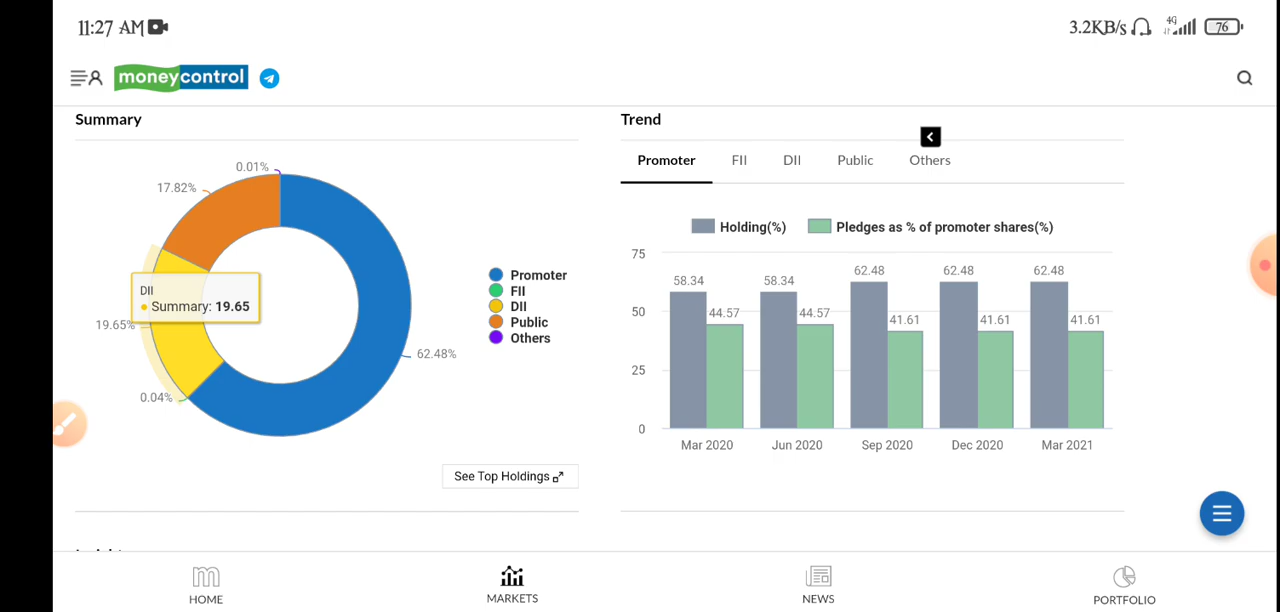 11:27 AM
3.2KB/s 4G 76
moneycontrol
Summary
0.01%
17.82%
DII
Summary: 19.65
19.65%
0.04%
62.48%
Promoter
FII
DII
Public
Others
See Top Holdings
Trend
Promoter FII DII Public Others
Holding(%) Pledges as % of promoter shares(%)
75
50
25
0
58.34 44.57 58.34 44.57 62.48 41.61 62.48 41.61 62.48 41.61
Mar 2020 Jun 2020 Sep 2020 Dec 2020 Mar 2021
HOME MARKETS NEWS PORTFOLIO